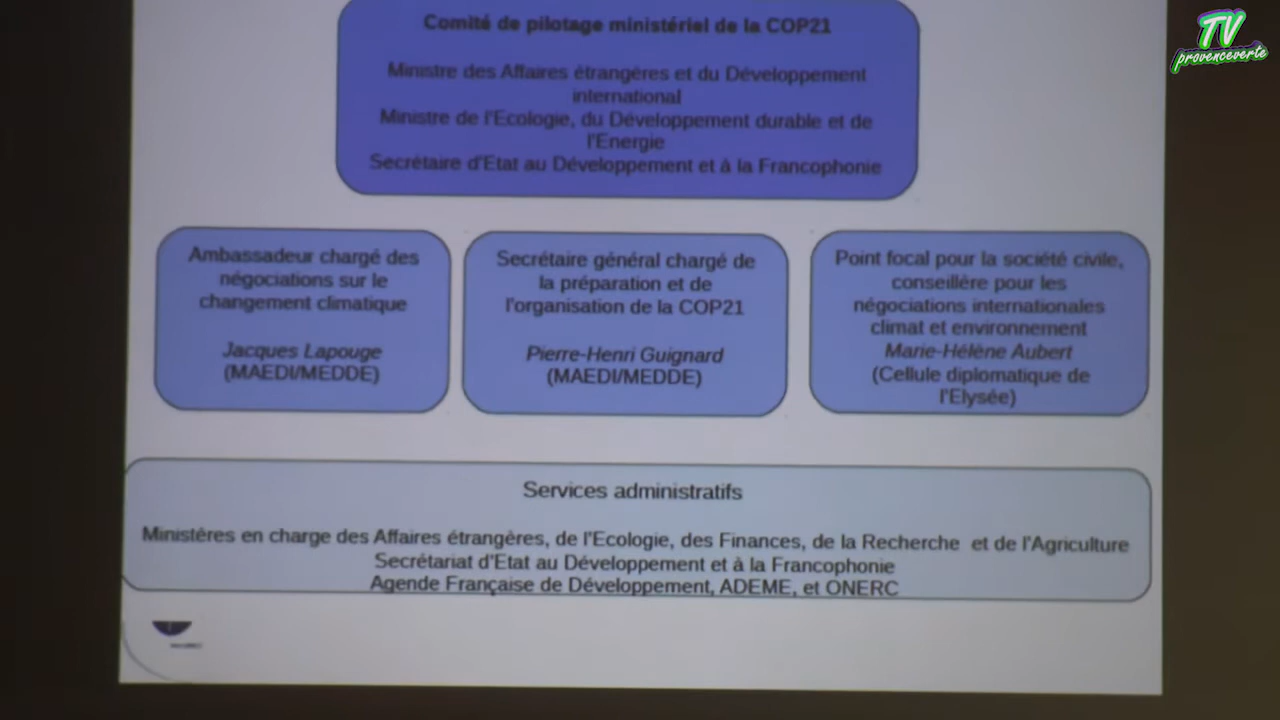 TV
provenceverte
Comité de pilotage ministériel de la COP21
Ministre des Affaires étrangères et du Développement
international
Ministre de l'Ecologie, du Développement durable et de
l'Energie
Secrétaire d'Etat au Développement et à la Francophonie
Ambassadeur chargé des
négociations sur le
changement climatique
Jacques Lapouge
(MAEDI/MEDDE)
Secrétaire général chargé de
la préparation et de
l'organisation de la COP21
Pierre-Henri Guignard
(MAEDI/MEDDE)
Point focal pour la société civile,
conseillére pour les
négociations internationales
climat et environnement
Marie-Hélène Aubert
(Cellule diplomatique de
l'Elysée)
Services administratifs
Ministères en charge des Affaires étrangères, de l'Ecologie, des Finances, de la Recherche et de l'Agriculture
Secrétariat d'Etat au Développement et à la Francophonie
Agende Française de Développement, ADEME, et ONERC